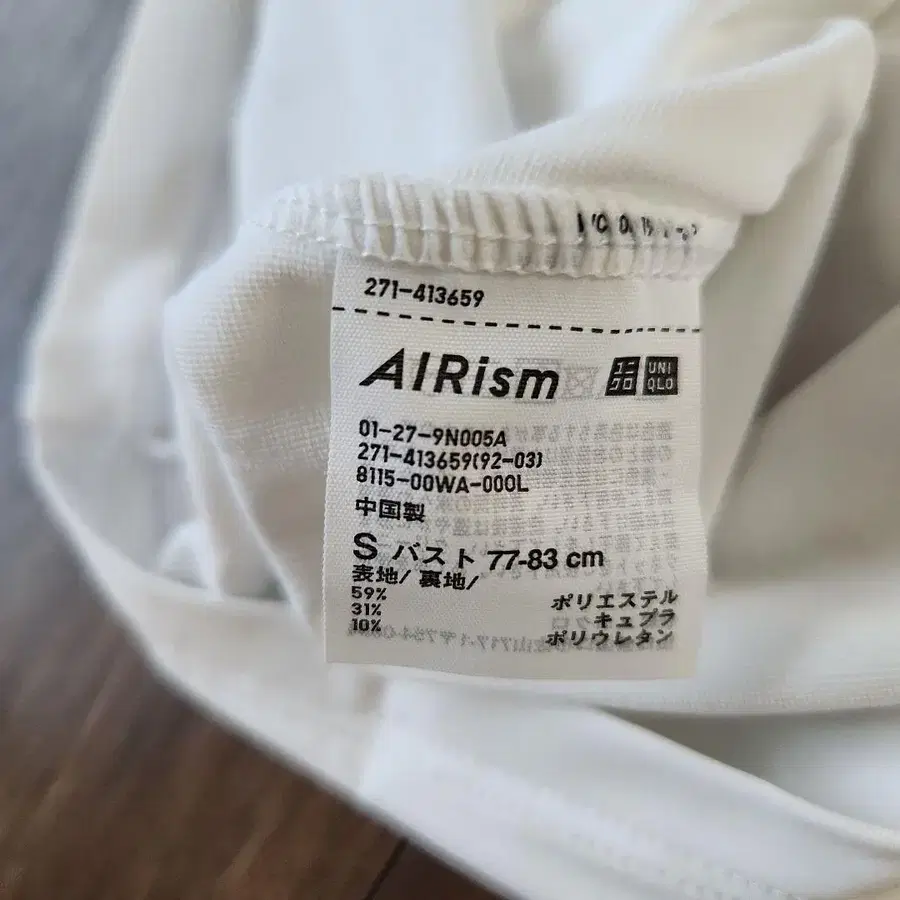 271-413659
AIRism ユニクロ UNIQLO
01-27-9N005A
271-413659(92-03)
8115-00WA-000L
中国製
S バスト 77-83 cm
表地/ 裏地/
59% ポリエステル
31% キュプラ
10% ポリウレタン